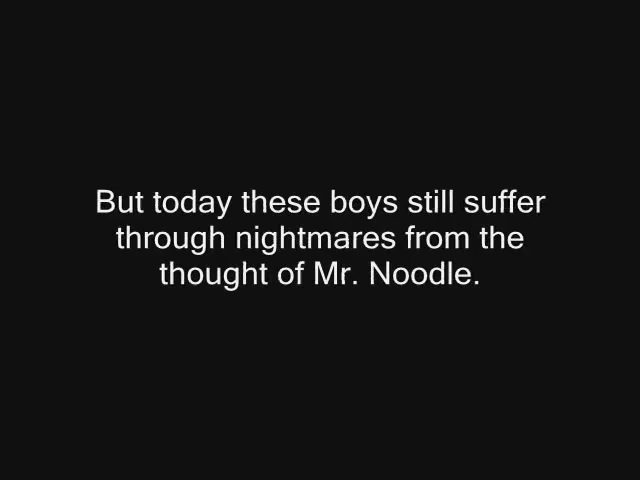 But today these boys still suffer
through nightmares from the
thought of Mr. Noodle.